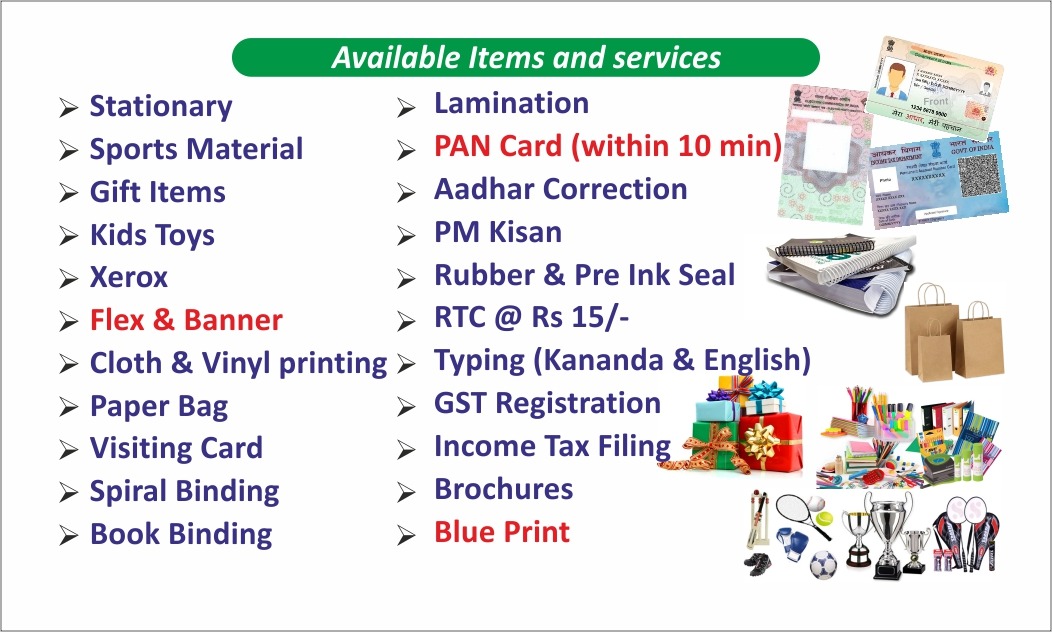 Available Items and services
Stationary
Sports Material
Gift Items
Kids Toys
Xerox
Flex & Banner
Cloth & Vinyl printing
Paper Bag
Visiting Card
Spiral Binding
Book Binding
Lamination
PAN Card (within 10 min)
Aadhar Correction
PM Kisan
Rubber & Pre Ink Seal
RTC @ Rs 15/-
Typing (Kananda & English)
GST Registration
Income Tax Filing
Brochures
Blue Print
Front
मेरा आधार, मेरी पहचान
आयकर विभाग
INCOME TAX DEPARTMENT
भारत सरकार
GOVT OF INDIA